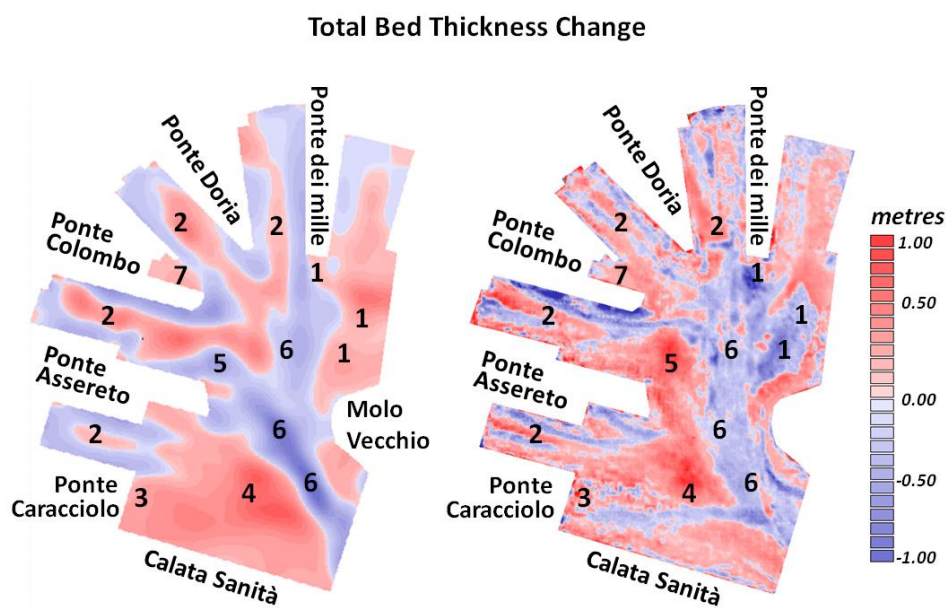 Total Bed Thickness Change
Ponte dei mille
Ponte Doria
Ponte
Colombo
Ponte
Assereto
Ponte
Caracciolo
Calata Sanità
Molo
Vecchio
2
2
7
1
2
1
5
6
1
6
2
6
3
4
Ponte dei mille
Ponte Doria
Ponte
Colombo
Ponte
Assereto
Ponte
Caracciolo
Calata Sanità
Molo
Vecchio
2
2
7
1
2
1
5
6
1
6
2
6
3
4
metres
1.00
0.50
0.00
-0.50
-1.00